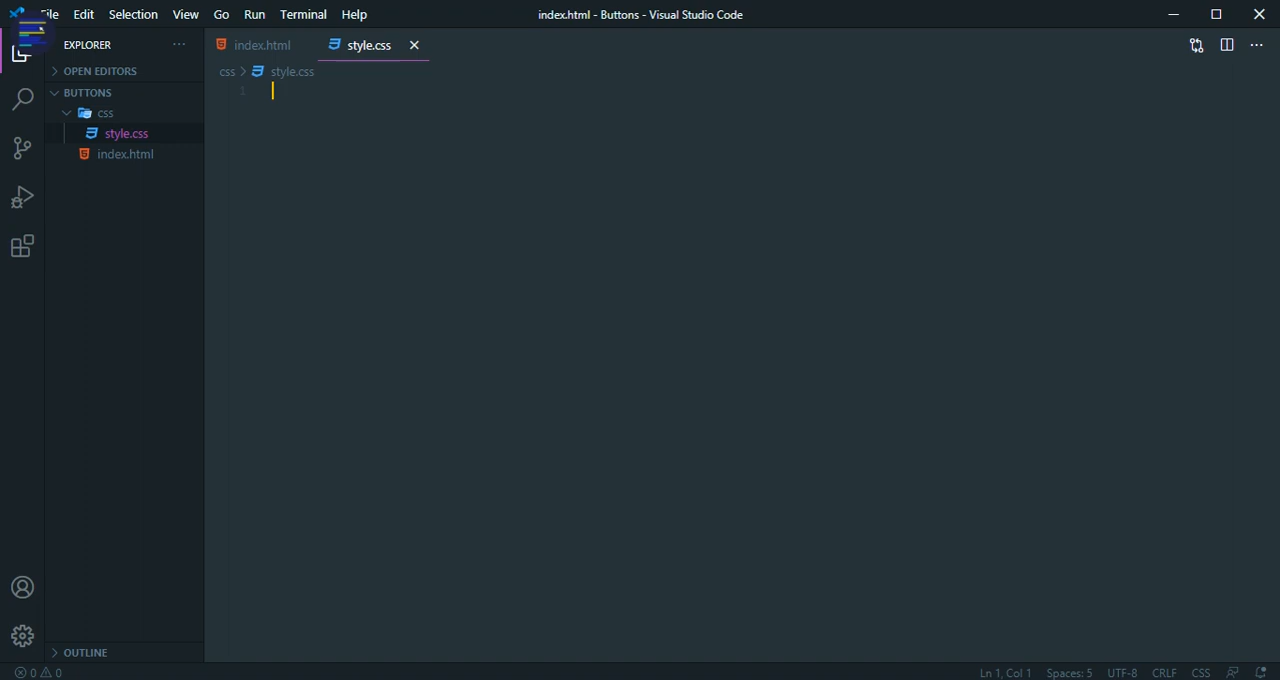 File Edit Selection View Go Run Terminal Help
index.html - Buttons - Visual Studio Code
EXPLORER
index.html
style.css
OPEN EDITORS
css
style.css
BUTTONS
1
css
style.css
index.html
OUTLINE
0 0
Ln 1, Col 1 Spaces: 5 UTF-8 CRLF CSS